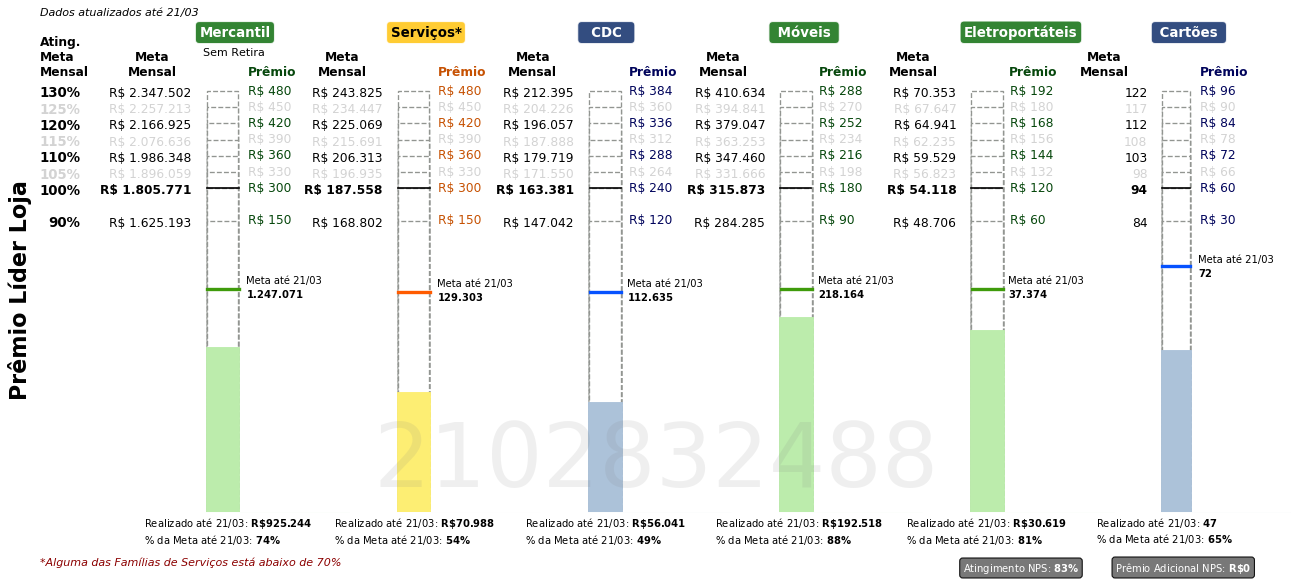 Dados atualizados até 21/03
Mercantil Serviços* CDC Móveis Eletroportáteis Cartões
Sem Retira
Ating. Meta Mensal Meta Mensal Prêmio Meta Mensal Prêmio Meta Mensal Prêmio Meta Mensal Prêmio Meta Mensal Prêmio Meta Mensal Prêmio
130% R$ 2.347.502 R$ 480 R$ 243.825 R$ 480 R$ 212.395 R$ 384 R$ 410.634 R$ 288 R$ 70.353 R$ 192 122 R$ 96
125% R$ 2.257.213 R$ 450 R$ 234.447 R$ 450 R$ 204.226 R$ 360 R$ 394.841 R$ 270 R$ 67.647 R$ 180 117 R$ 90
120% R$ 2.166.925 R$ 420 R$ 225.069 R$ 420 R$ 196.057 R$ 336 R$ 379.047 R$ 252 R$ 64.941 R$ 168 112 R$ 84
115% R$ 2.076.636 R$ 390 R$ 215.691 R$ 390 R$ 187.888 R$ 312 R$ 363.253 R$ 234 R$ 62.235 R$ 156 108 R$ 78
110% R$ 1.986.348 R$ 360 R$ 206.313 R$ 360 R$ 179.719 R$ 288 R$ 347.460 R$ 216 R$ 59.529 R$ 144 103 R$ 72
105% R$ 1.896.059 R$ 330 R$ 196.935 R$ 330 R$ 171.550 R$ 264 R$ 331.666 R$ 198 R$ 56.823 R$ 132 98 R$ 66
100% R$ 1.805.771 R$ 300 R$ 187.558 R$ 300 R$ 163.381 R$ 240 R$ 315.873 R$ 180 R$ 54.118 R$ 120 94 R$ 60
90% R$ 1.625.193 R$ 150 R$ 168.802 R$ 150 R$ 147.042 R$ 120 R$ 284.285 R$ 90 R$ 48.706 R$ 60 84 R$ 30
Prêmio Líder Loja
Meta até 21/03 Meta até 21/03 Meta até 21/03 Meta até 21/03 Meta até 21/03 Meta até 21/03
1.247.071 129.303 112.635 218.164 37.374 72
2102832488
Realizado até 21/03: R$925.244 Realizado até 21/03: R$70.988 Realizado até 21/03: R$56.041 Realizado até 21/03: R$192.518 Realizado até 21/03: R$30.619 Realizado até 21/03: 47
% da Meta até 21/03: 74% % da Meta até 21/03: 54% % da Meta até 21/03: 49% % da Meta até 21/03: 88% % da Meta até 21/03: 81% % da Meta até 21/03: 65%
*Alguma das Famílias de Serviços está abaixo de 70%
Atingimento NPS: 83% Prêmio Adicional NPS: R$0